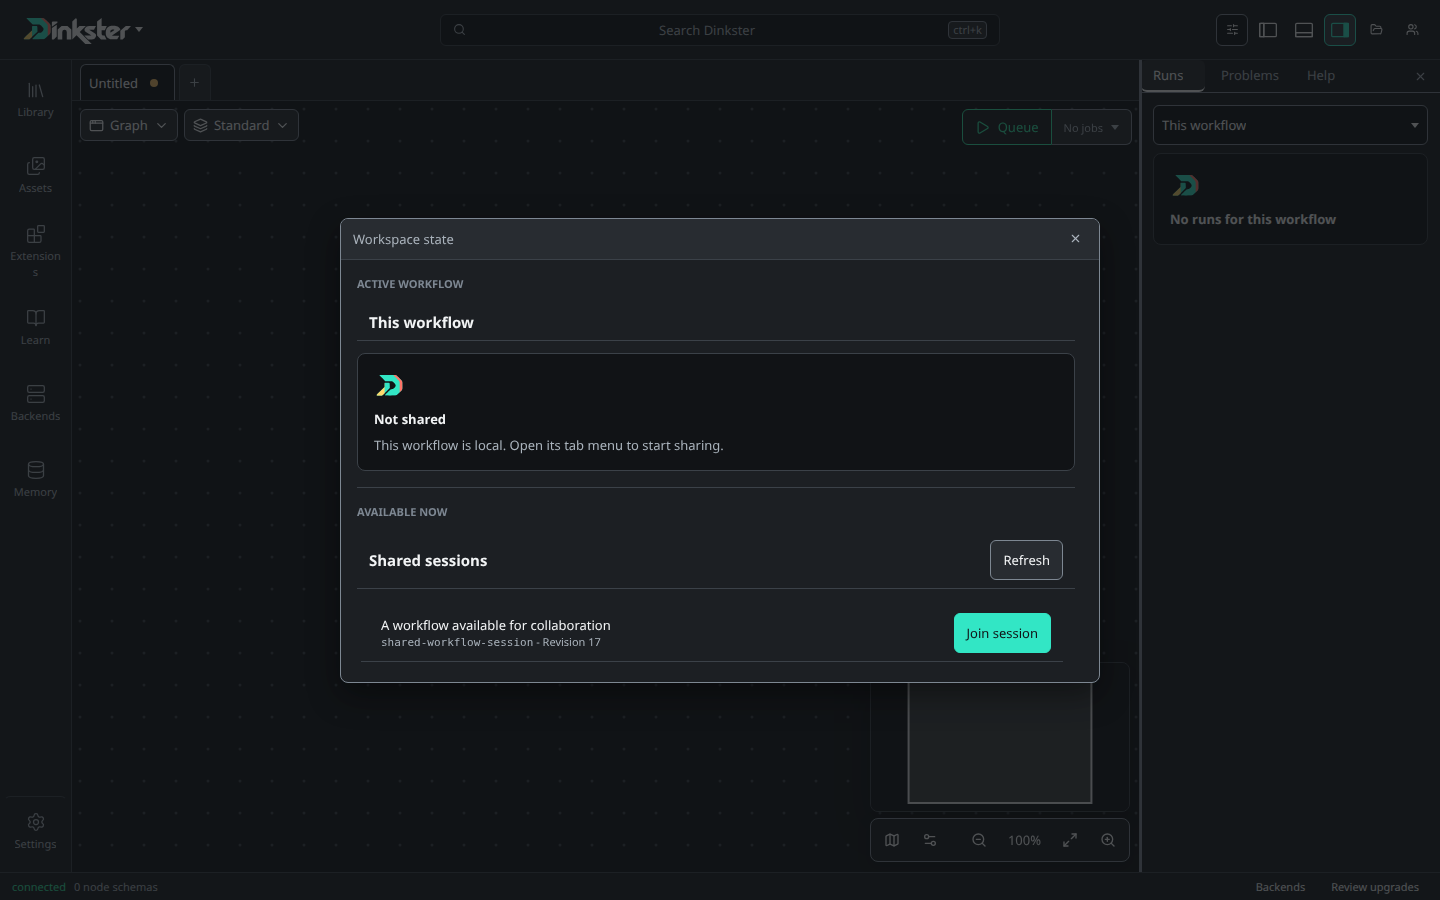 Dinkster
Search Dinkster
ctrl+k
Untitled
+
Runs
Problems
Help
Library
Assets
Extension
s
Learn
Backends
Memory
Settings
Graph
Standard
Queue
No jobs
This workflow
No runs for this workflow
Workspace state
ACTIVE WORKFLOW
This workflow
Not shared
This workflow is local. Open its tab menu to start sharing.
AVAILABLE NOW
Shared sessions
Refresh
A workflow available for collaboration
shared-workflow-session - Revision 17
Join session
100%
connected
0 node schemas
Backends
Review upgrades